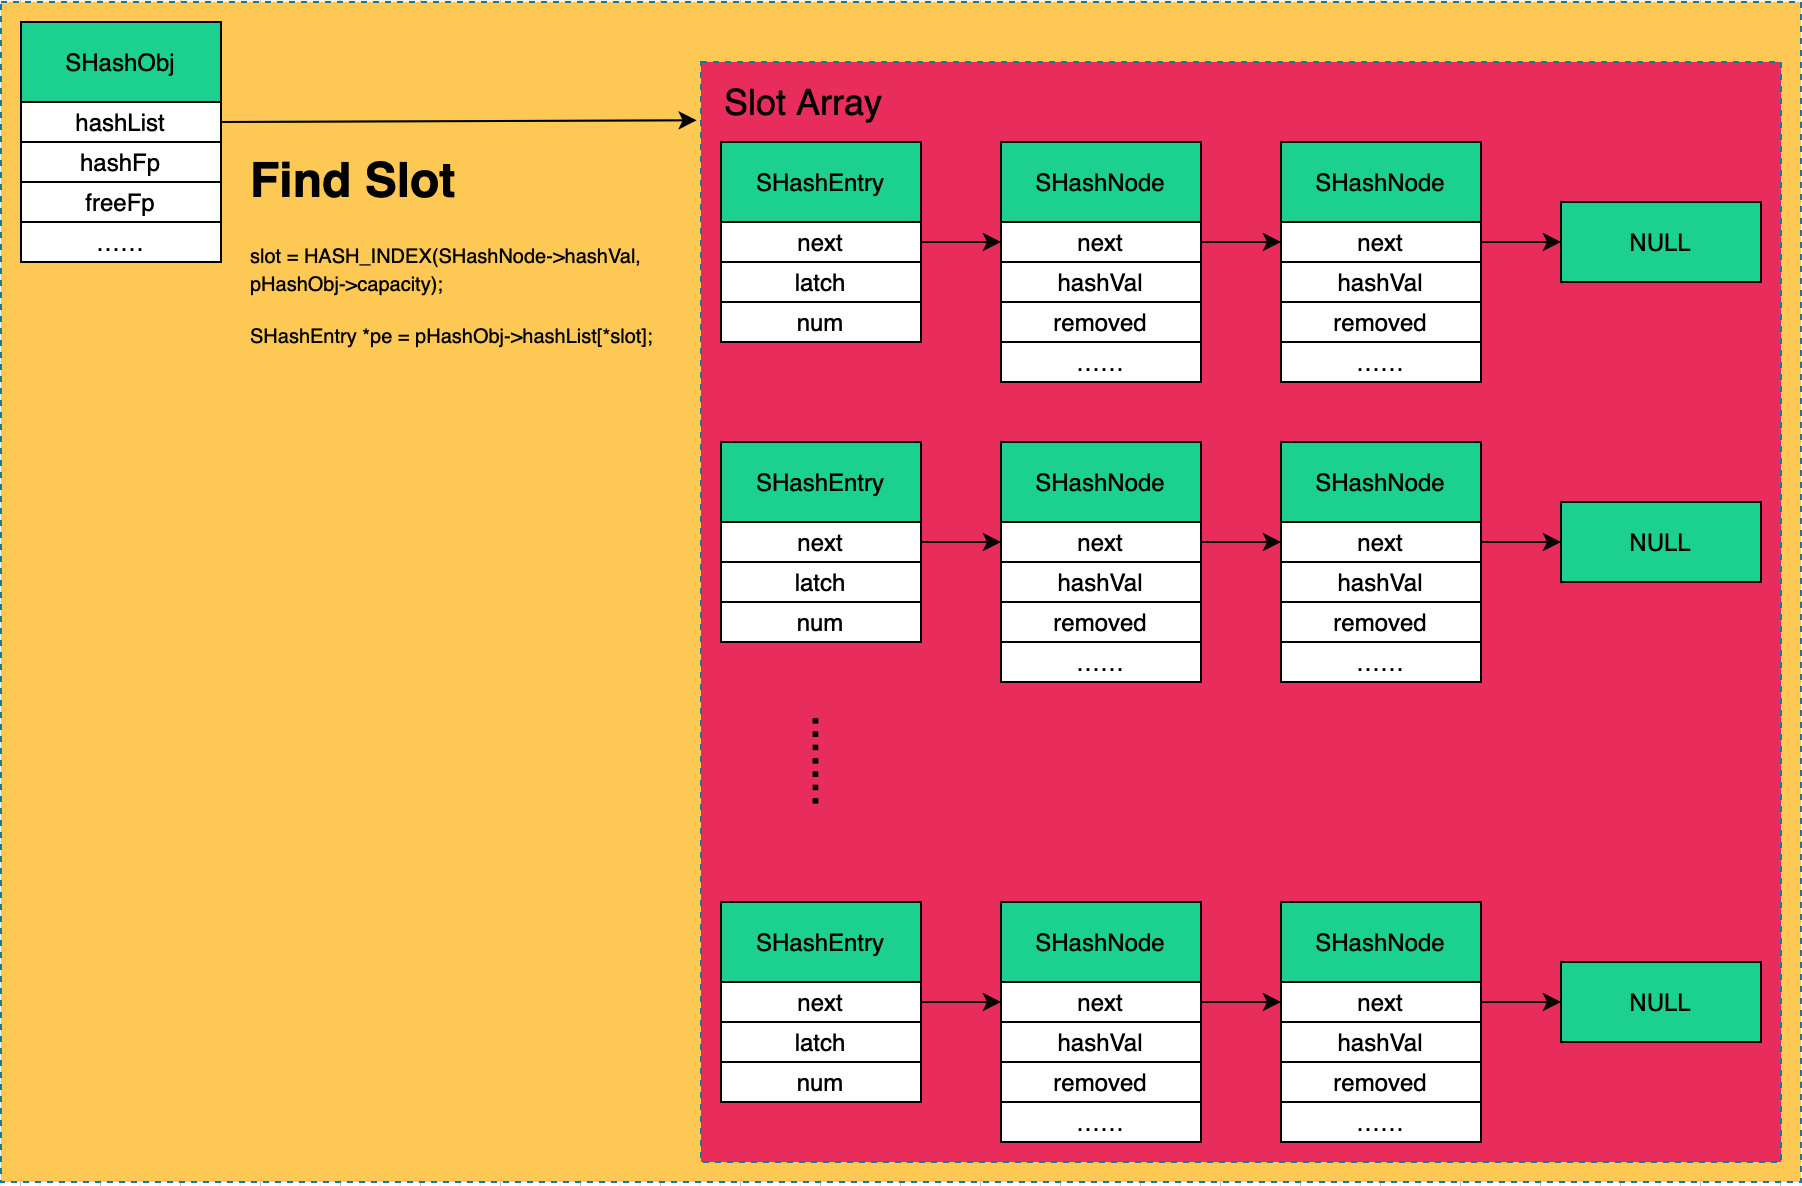 SHashObj
hashList
hashFp
freeFp
......
Find Slot
slot = HASH_INDEX(SHashNode->hashVal,
pHashObj->capacity);
SHashEntry *pe = pHashObj->hashList[*slot];
Slot Array
SHashEntry
next
latch
num
SHashNode
next
hashVal
removed
......
SHashNode
next
hashVal
removed
......
NULL
SHashEntry
next
latch
num
SHashNode
next
hashVal
removed
......
SHashNode
next
hashVal
removed
......
NULL
.......
SHashEntry
next
latch
num
SHashNode
next
hashVal
removed
......
SHashNode
next
hashVal
removed
......
NULL